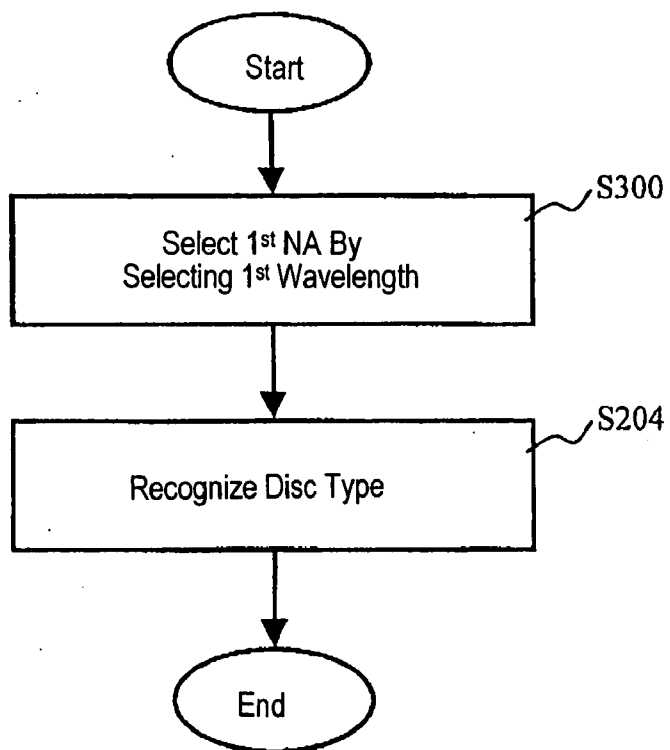 Start
S300
Select 1st NA By
Selecting 1st Wavelength
S204
Recognize Disc Type
End